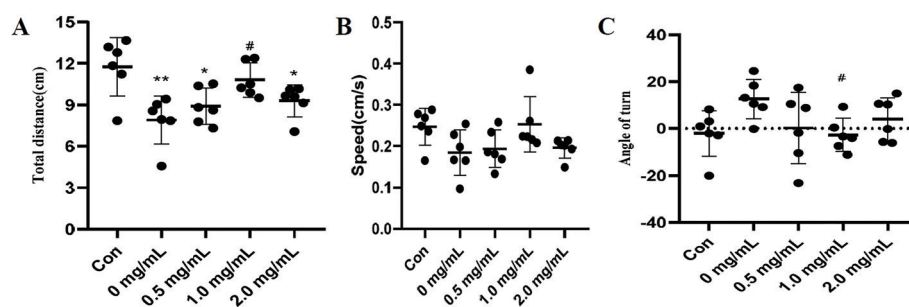 A
Total distance(cm)
15
12
9
6
3
0
**
*
#
*
Con
0 mg/mL
0.5 mg/mL
1.0 mg/mL
2.0 mg/mL
B
Speed(cm/s)
0.5
0.4
0.3
0.2
0.1
0.0
Con
0 mg/mL
0.5 mg/mL
1.0 mg/mL
2.0 mg/mL
C
Angle of turn
40
20
0
-20
-40
#
Con
0 mg/mL
0.5 mg/mL
1.0 mg/mL
2.0 mg/mL